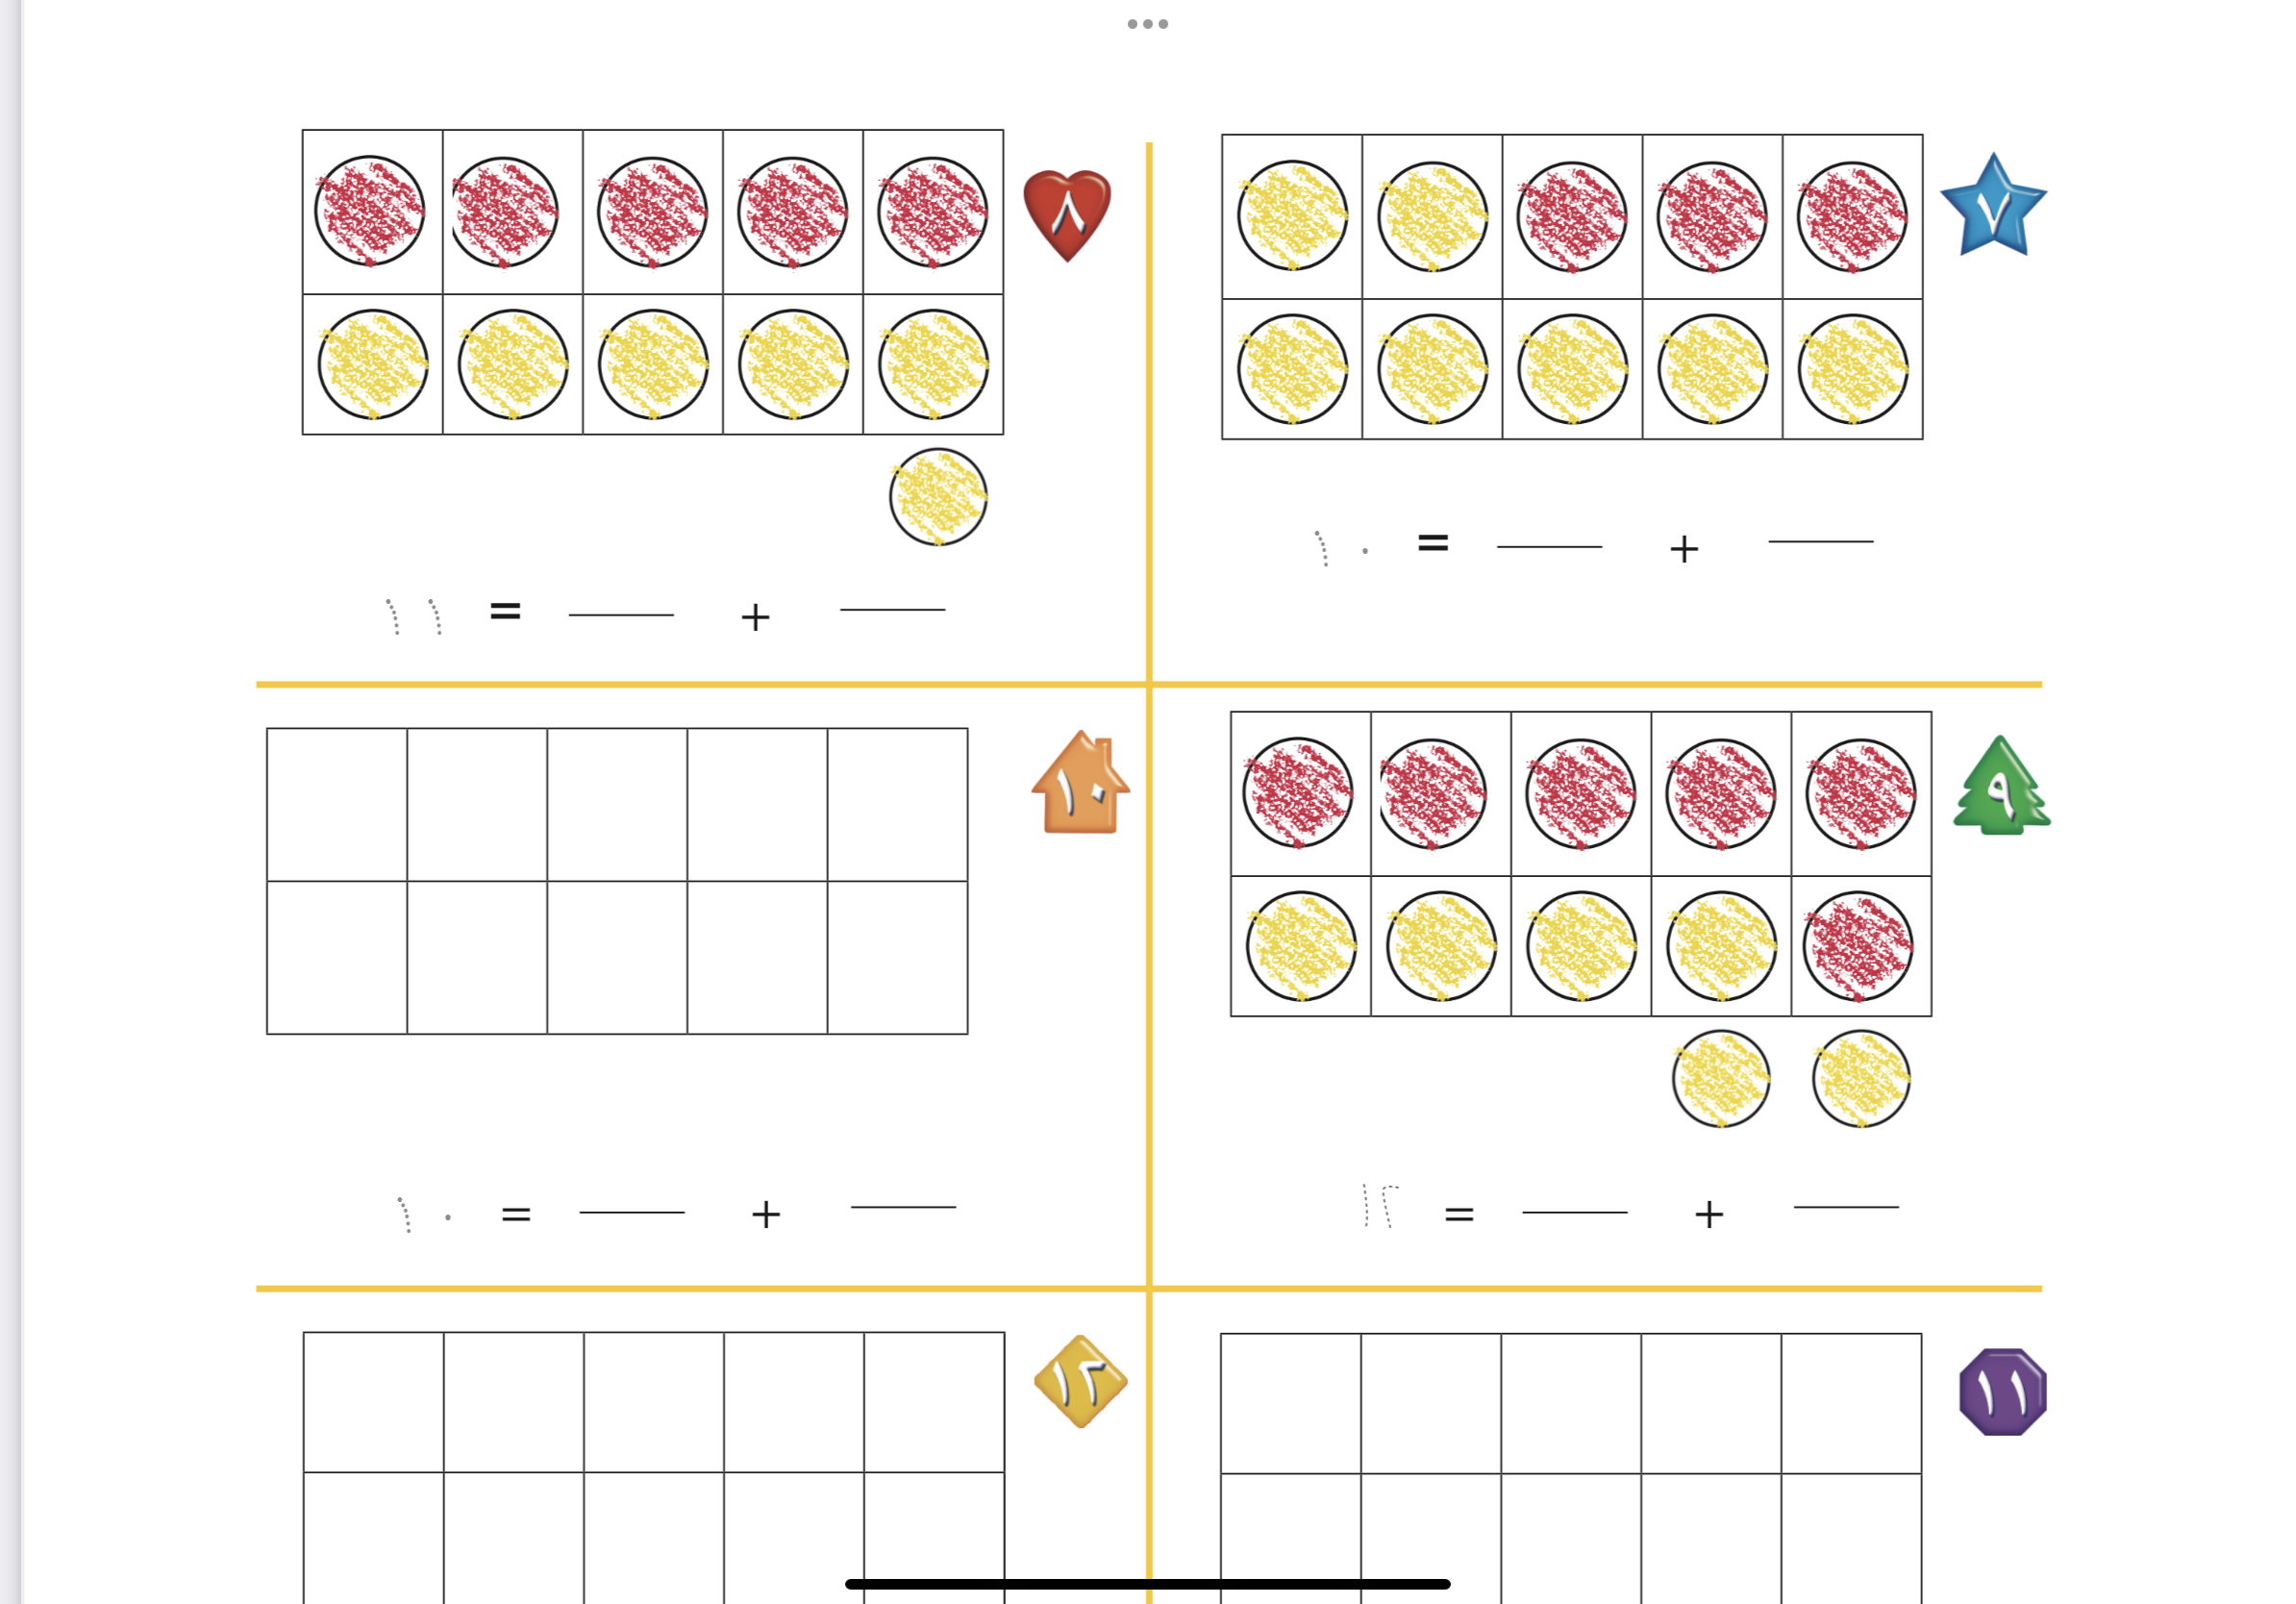 ٧
٨
___ + ___ = ١٠
___ + ___ = ١١
٩
١٠
___ + ___ = ١٢
___ + ___ = ١٠
١١
١٢